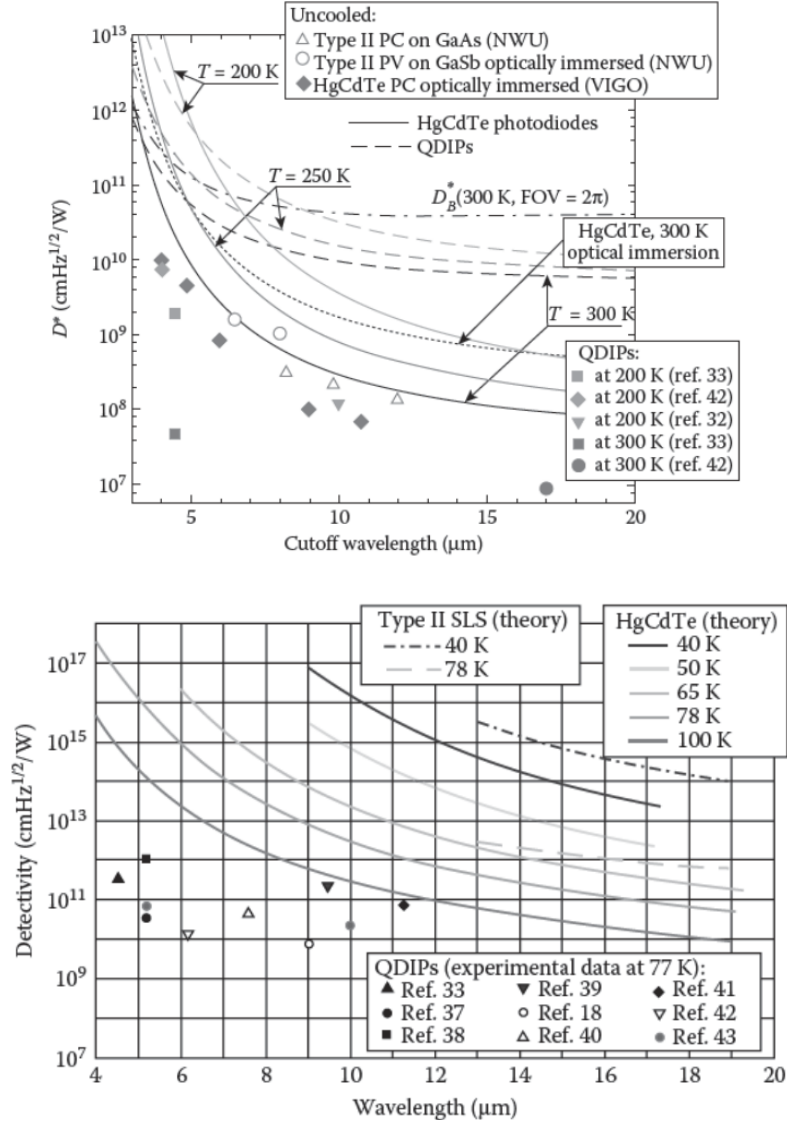 Uncooled:
Type II PC on GaAs (NWU)
Type II PV on GaSb optically immersed (NWU)
HgCdTe PC optically immersed (VIGO)
10¹³
10¹²
10¹¹
10¹⁰
10⁹
10⁸
10⁷
D* (cmHz¹/²/W)
T = 200 K
HgCdTe photodiodes
QDIPs
T = 250 K
D*B(300 K, FOV = 2π)
HgCdTe, 300 K
optical immersion
T = 300 K
QDIPs:
at 200 K (ref. 33)
at 200 K (ref. 42)
at 200 K (ref. 32)
at 300 K (ref. 33)
at 300 K (ref. 42)
5 10 15 20
Cutoff wavelength (μm)
Type II SLS (theory)
40 K
78 K
HgCdTe (theory)
40 K
50 K
65 K
78 K
100 K
10¹⁷
10¹⁵
10¹³
10¹¹
10⁹
10⁷
Detectivity (cmHz¹/²/W)
QDIPs (experimental data at 77 K):
Ref. 33 Ref. 39 Ref. 41
Ref. 37 Ref. 18 Ref. 42
Ref. 38 Ref. 40 Ref. 43
4 6 8 10 12 14 16 18 20
Wavelength (μm)